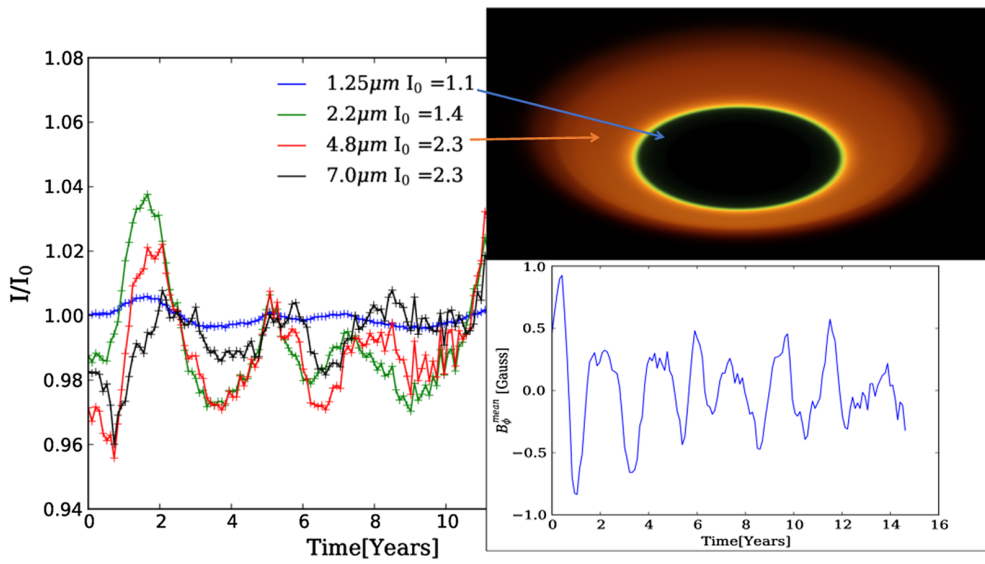 1.08
1.06
1.04
1.02
1.00
0.98
0.96
0.94
I/I₀
0 2 4 6 8 10
Time[Years]
1.25μm I₀ =1.1
2.2μm I₀ =1.4
4.8μm I₀ =2.3
7.0μm I₀ =2.3
1.0
0.5
0.0
−0.5
−1.0
B_ϕ^mean [Gauss]
0 2 4 6 8 10 12 14 16
Time[Years]